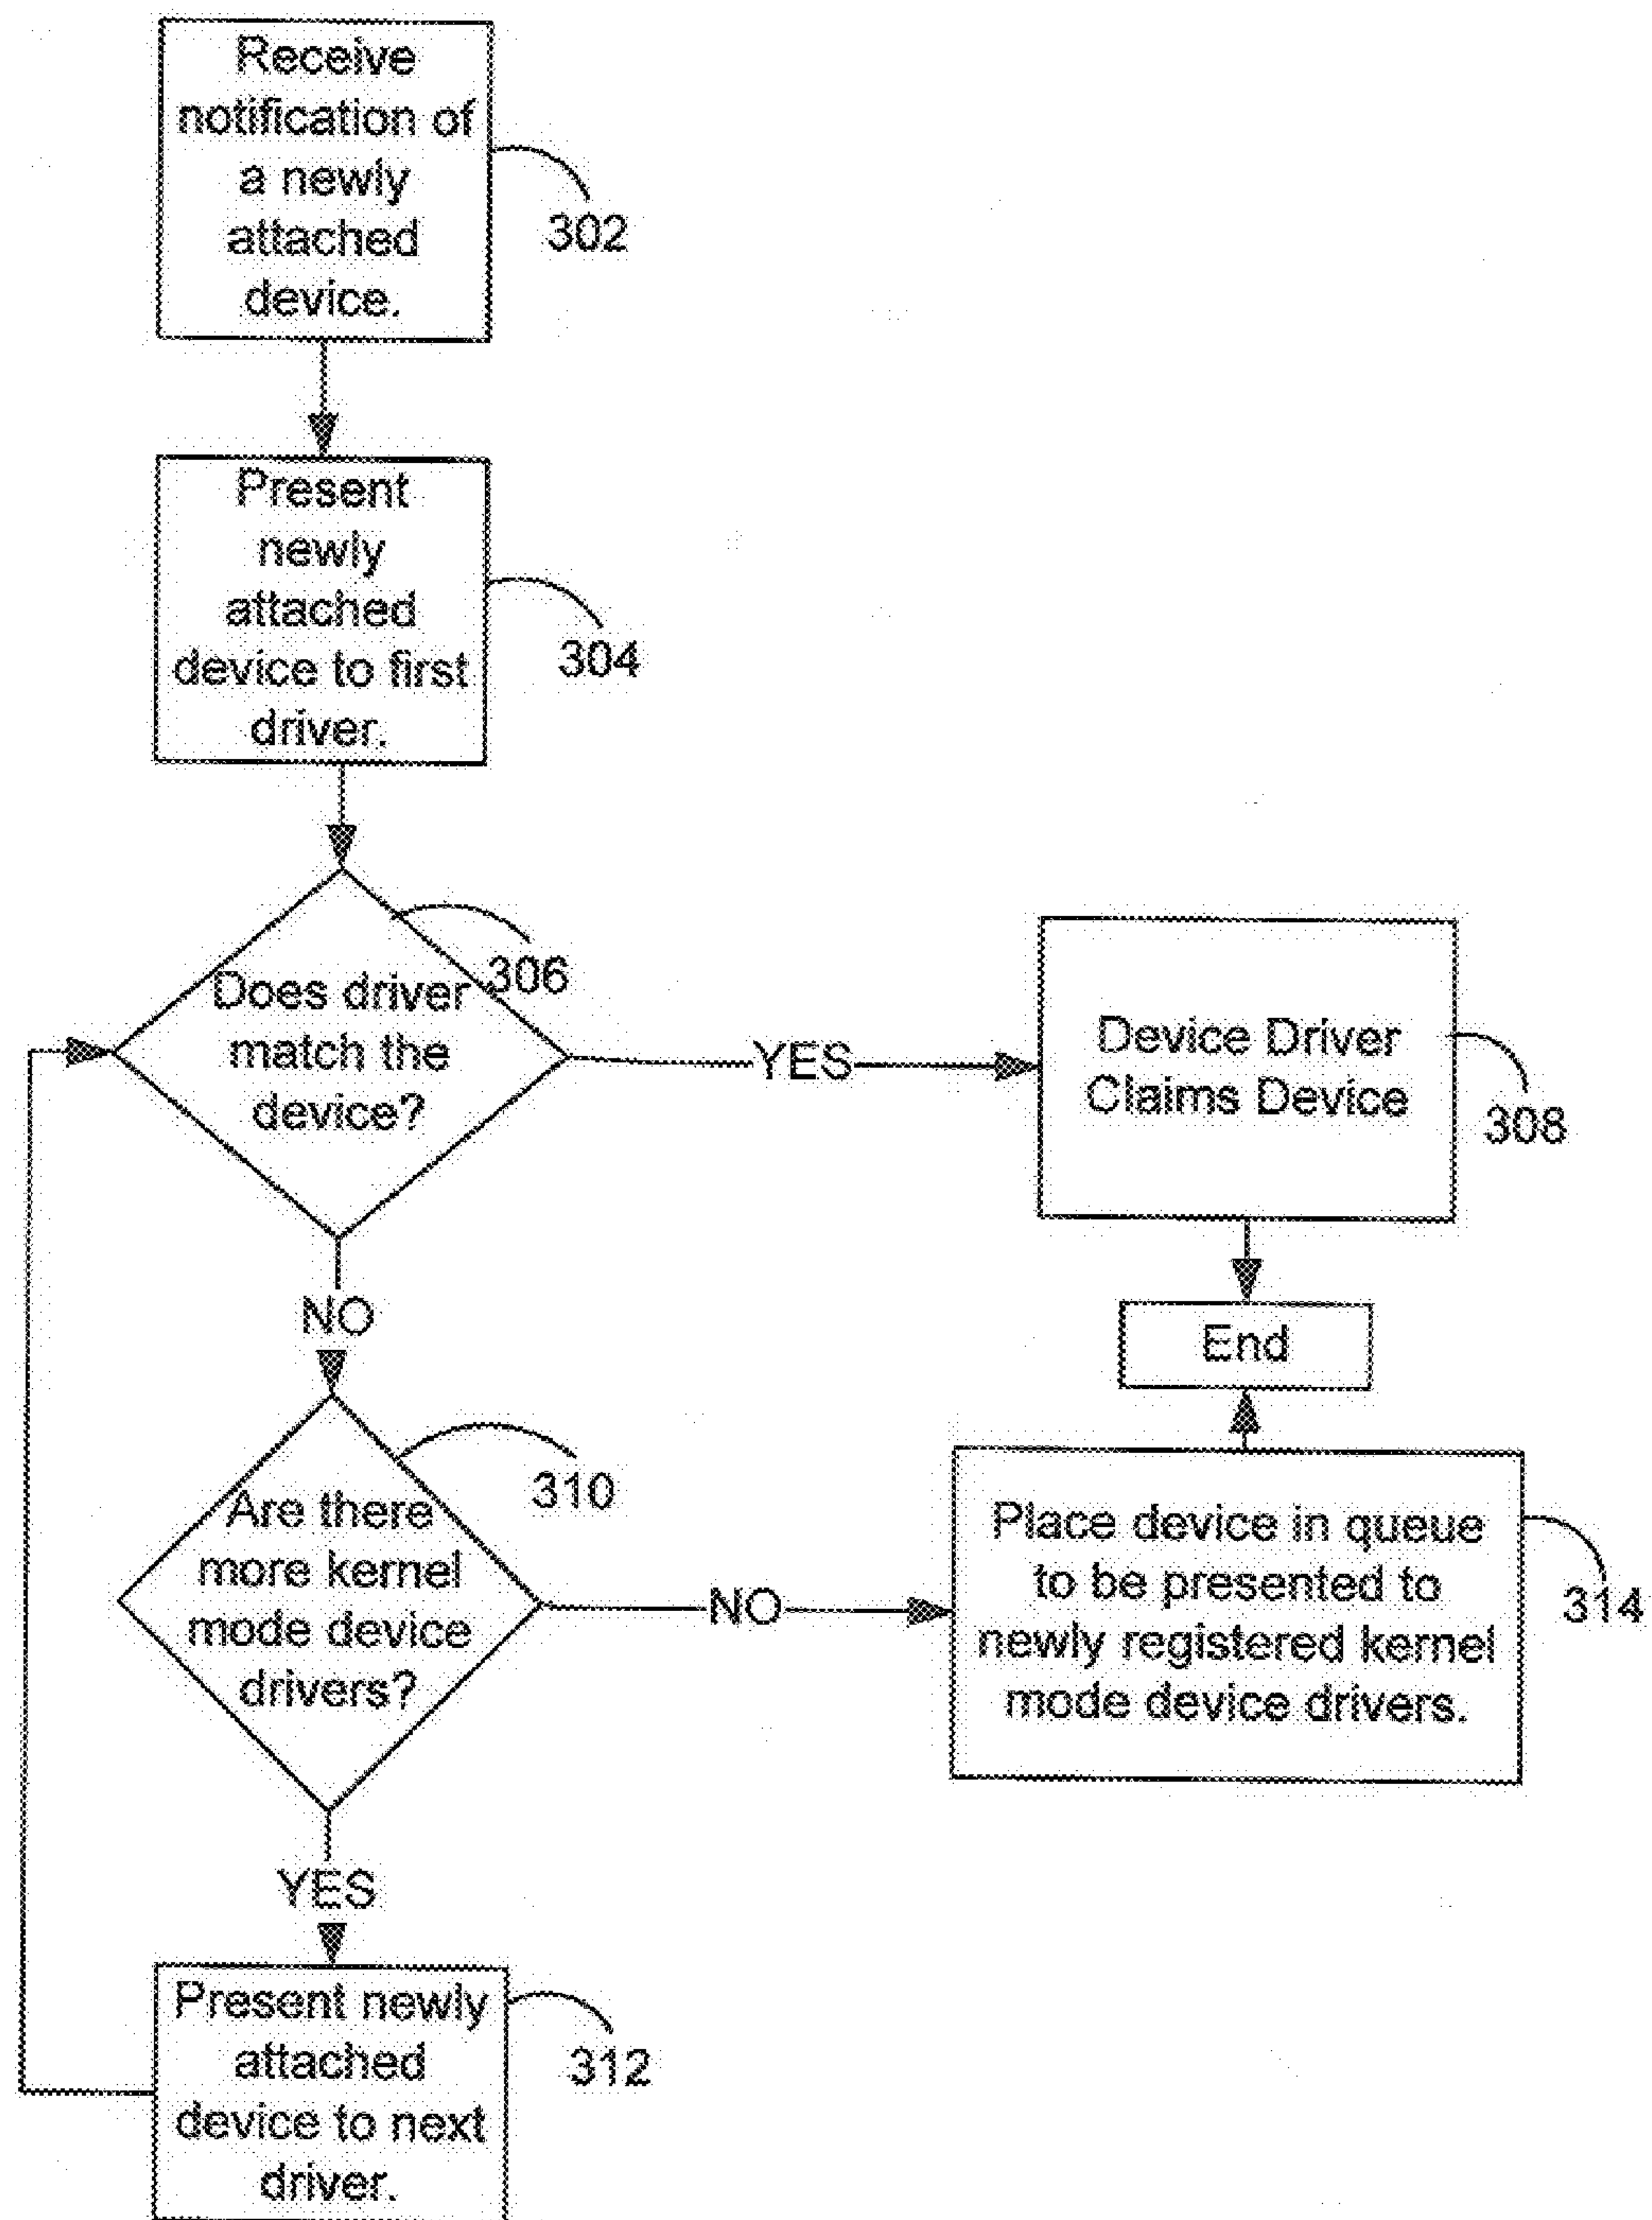 Receive
notification of
a newly
attached
device.
302
Present
newly
attached
device to first
driver.
304
306
Does driver
match the
device?
YES
Device Driver
Claims Device
308
NO
End
310
Are there
more kernel
mode device
drivers?
NO
Place device in queue
to be presented to
newly registered kernel
mode device drivers.
314
YES
Present newly
attached
device to next
driver.
312